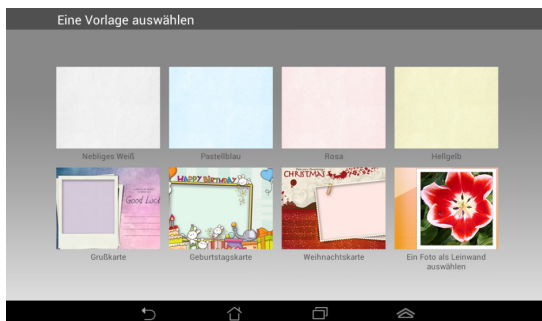 Eine Vorlage auswählen
Nebliges Weiß
Pastellblau
Rosa
Hellgelb
Good Luck
HAPPY BIRTHDAY
CHRISTMAS
Grußkarte
Geburtstagskarte
Weihnachtskarte
Ein Foto als Leinwand
auswählen